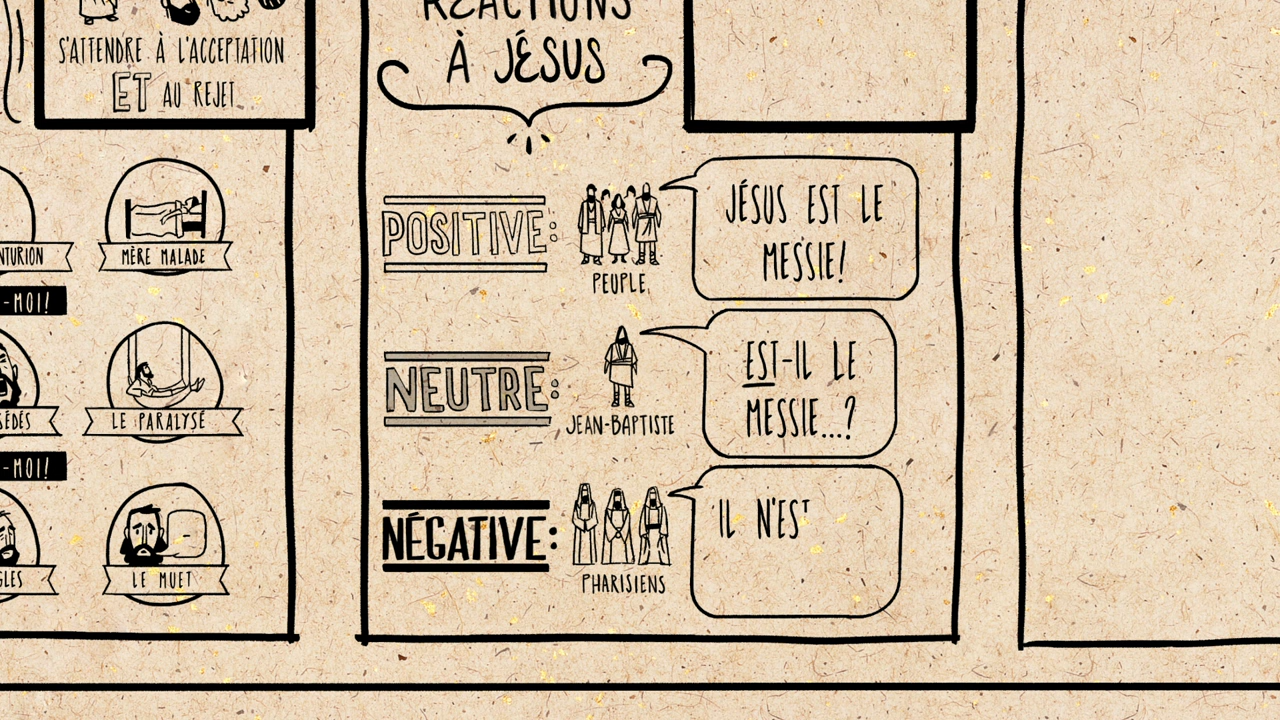 S'ATTENDRE À L'ACCEPTATION
ET AU REJET
MÈRE MALADE
-MOI!
LE PARALYSÉ
-MOI!
LE MUET
RÉACTIONS
À JÉSUS
POSITIVE:
PEUPLE
JÉSUS EST LE
MESSIE!
NEUTRE:
JEAN-BAPTISTE
EST-IL LE
MESSIE...?
NÉGATIVE:
PHARISIENS
IL N'EST